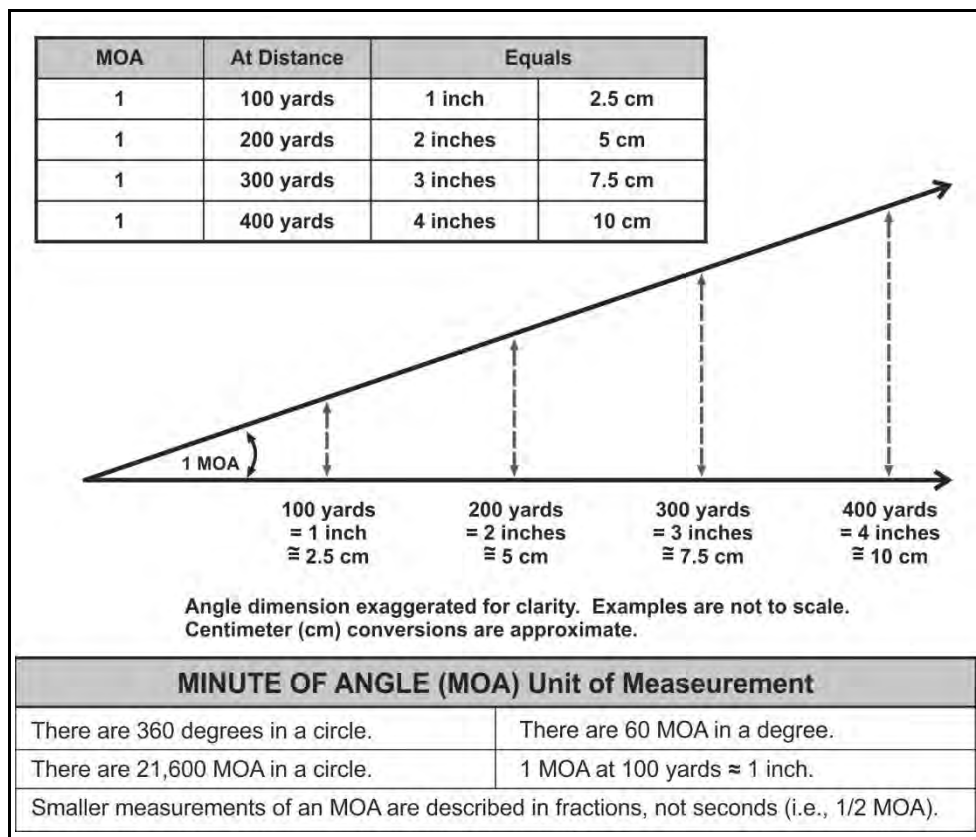 MOA At Distance Equals
1 100 yards 1 inch 2.5 cm
1 200 yards 2 inches 5 cm
1 300 yards 3 inches 7.5 cm
1 400 yards 4 inches 10 cm
1 MOA
100 yards
= 1 inch
≅ 2.5 cm
200 yards
= 2 inches
≅ 5 cm
300 yards
= 3 inches
≅ 7.5 cm
400 yards
= 4 inches
≅ 10 cm
Angle dimension exaggerated for clarity. Examples are not to scale.
Centimeter (cm) conversions are approximate.
MINUTE OF ANGLE (MOA) Unit of Measeurement
There are 360 degrees in a circle. There are 60 MOA in a degree.
There are 21,600 MOA in a circle. 1 MOA at 100 yards ≈ 1 inch.
Smaller measurements of an MOA are described in fractions, not seconds (i.e., 1/2 MOA).